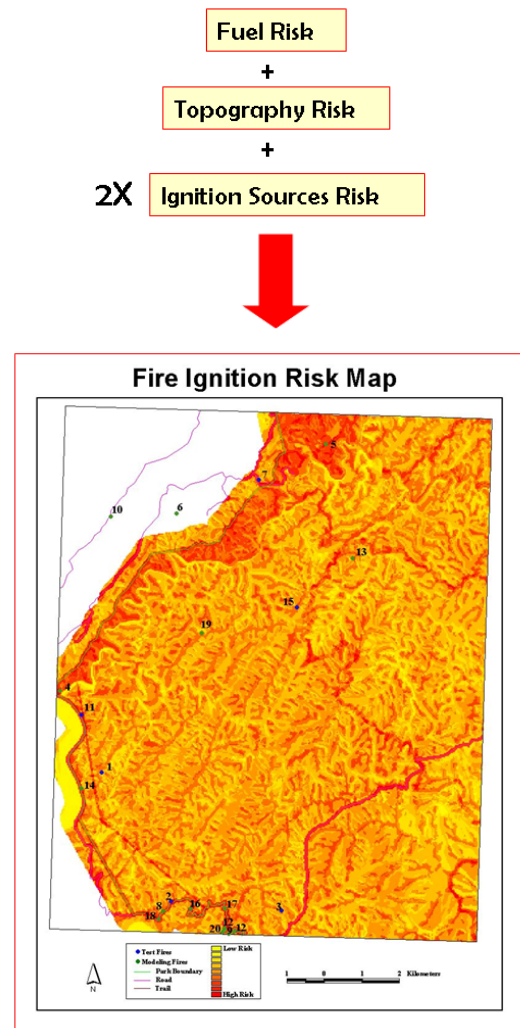 Fuel Risk
+
Topography Risk
+
2X Ignition Sources Risk
Fire Ignition Risk Map
5
7
10
6
13
15
19
4
11
1
14
2
8
16
17
3
18
12
20 9 12
Test Fires
Modeling Fires
Park Boundary
Road
Trail
Low Risk
High Risk
N
1 0 1 2 Kilometers